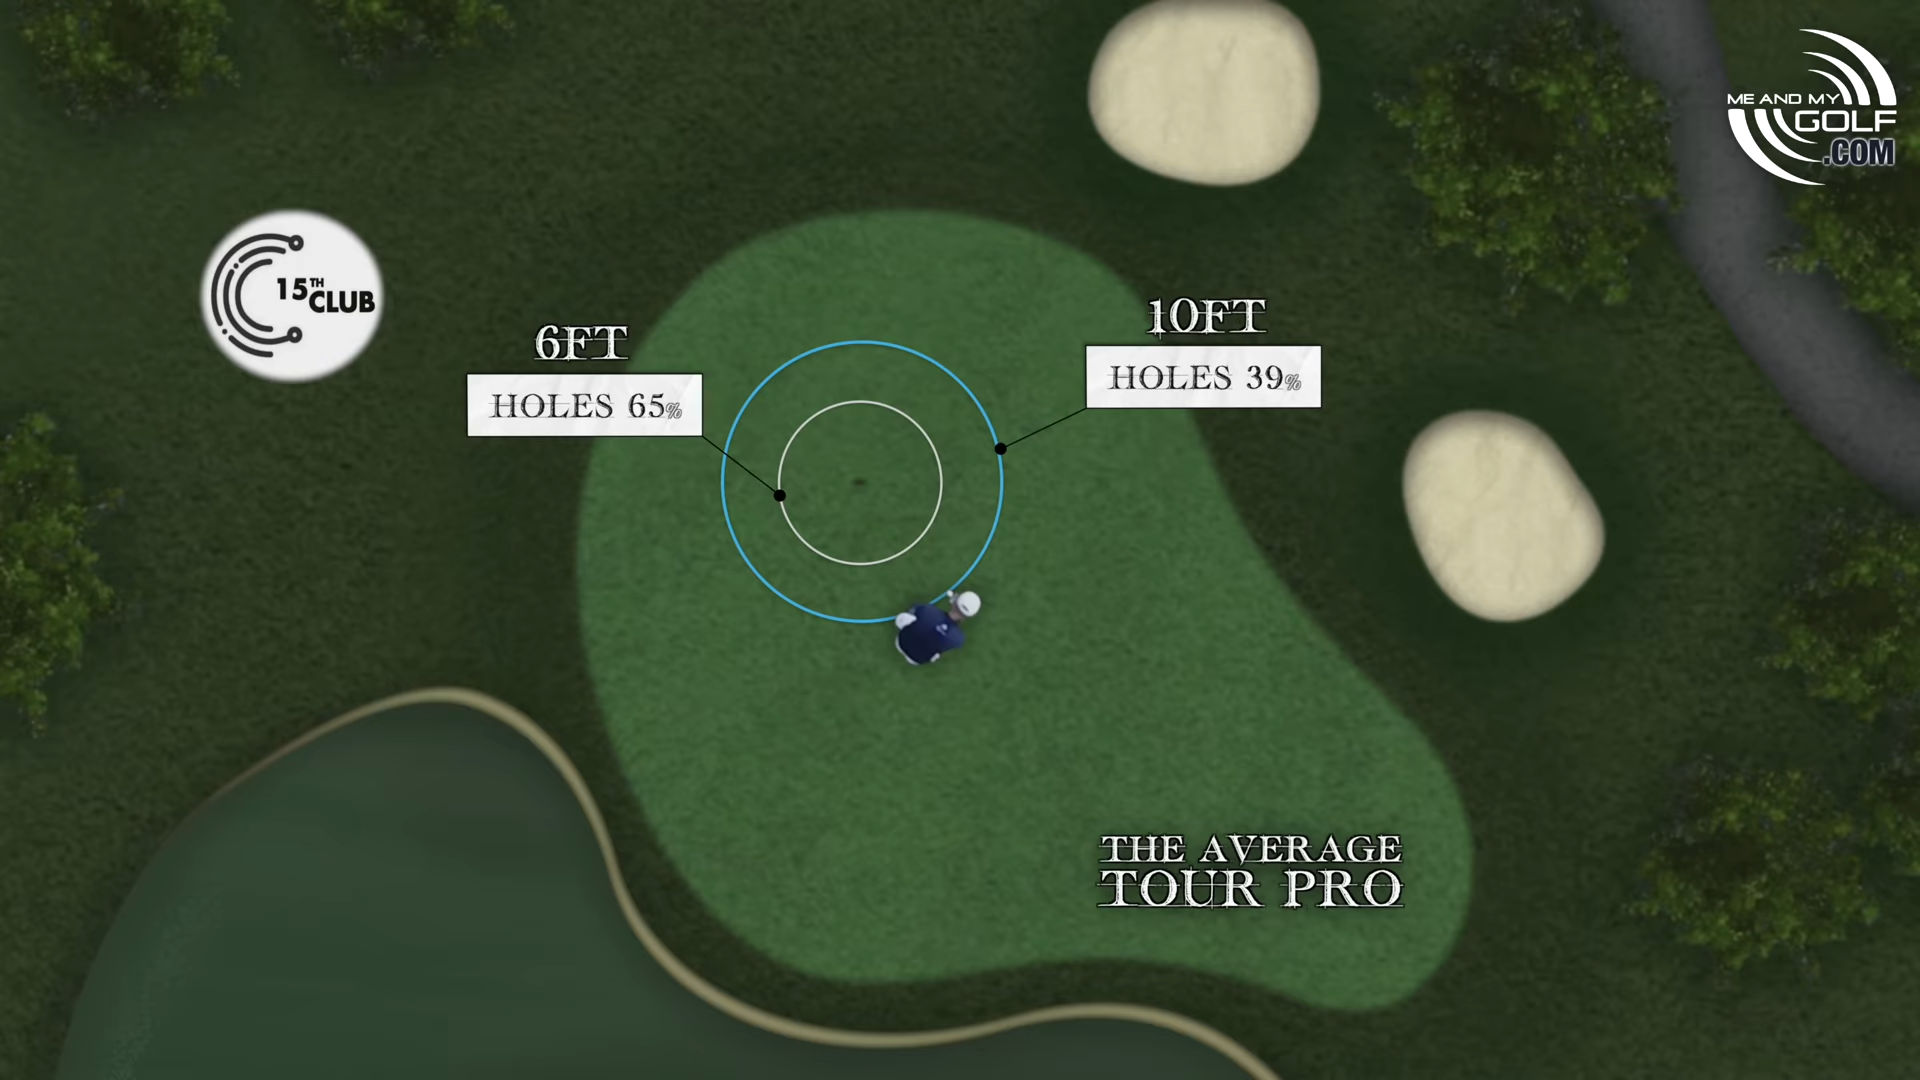 ME AND MY
GOLF
.COM
15TH
CLUB
6FT
HOLES 65%
10FT
HOLES 39%
THE AVERAGE
TOUR PRO